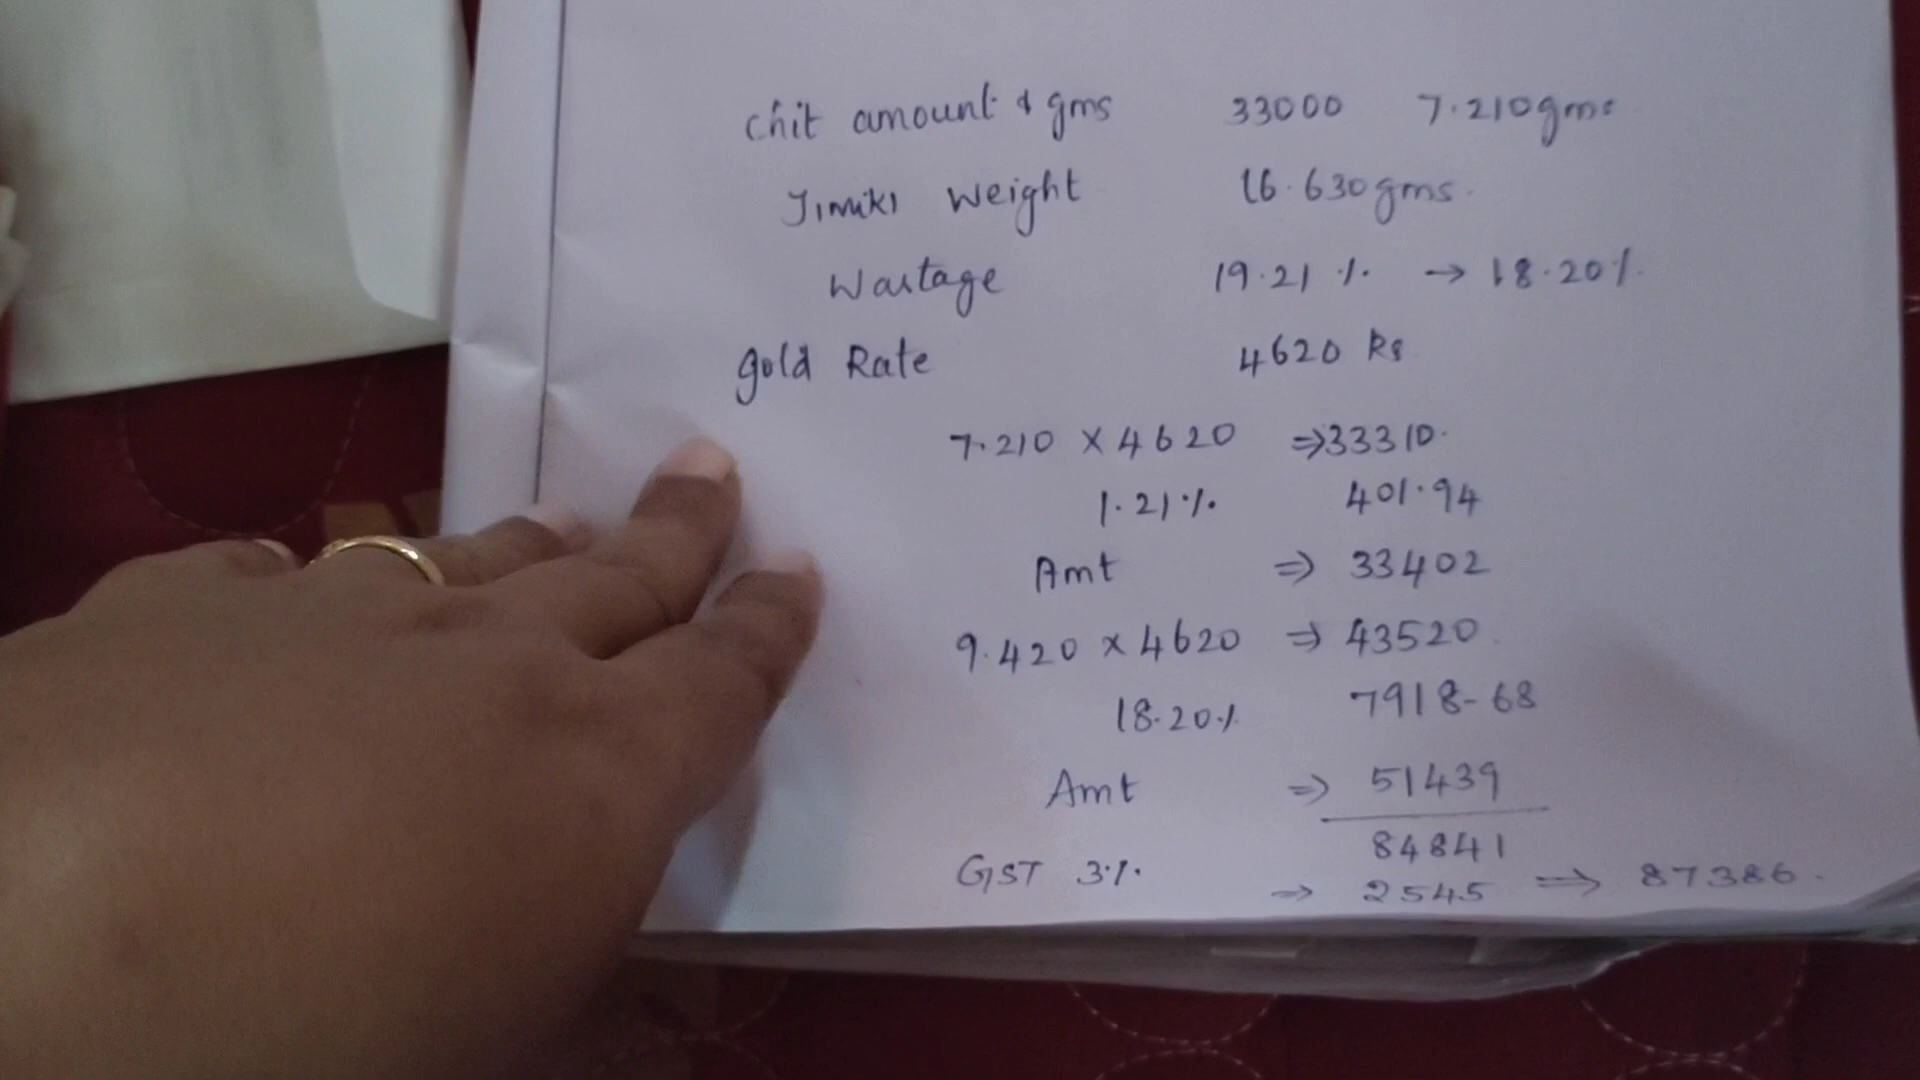 chit amount & gms 33000 7.210gms
Jimiki Weight 16.630gms.
Wastage 19.21 % → 18.20%
gold Rate 4620 Rs
7.210 X 4620 ⇒ 33310.
1.21% 401.94
Amt ⇒ 33402
9.420 x 4620 ⇒ 43520
18.20% 7918-68
Amt ⇒ 51439
84841
GST 3% ⇒ 2545 ⇒ 87386.